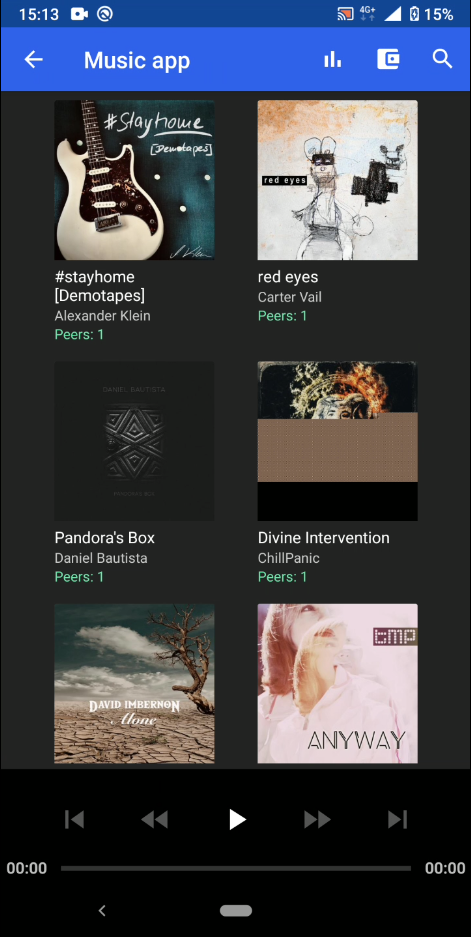 15:13 4G+ 15%
Music app
#Stayhome
[Demotapes]
red eyes
#stayhome
[Demotapes]
Alexander Klein
Peers: 1
red eyes
Carter Vail
Peers: 1
DANIEL BAUTISTA
PANDORAS BOX
Pandora's Box
Daniel Bautista
Peers: 1
Divine Intervention
ChillPanic
Peers: 1
DAVID IMBERNON
Alone
tmp
ANYWAY
00:00
00:00